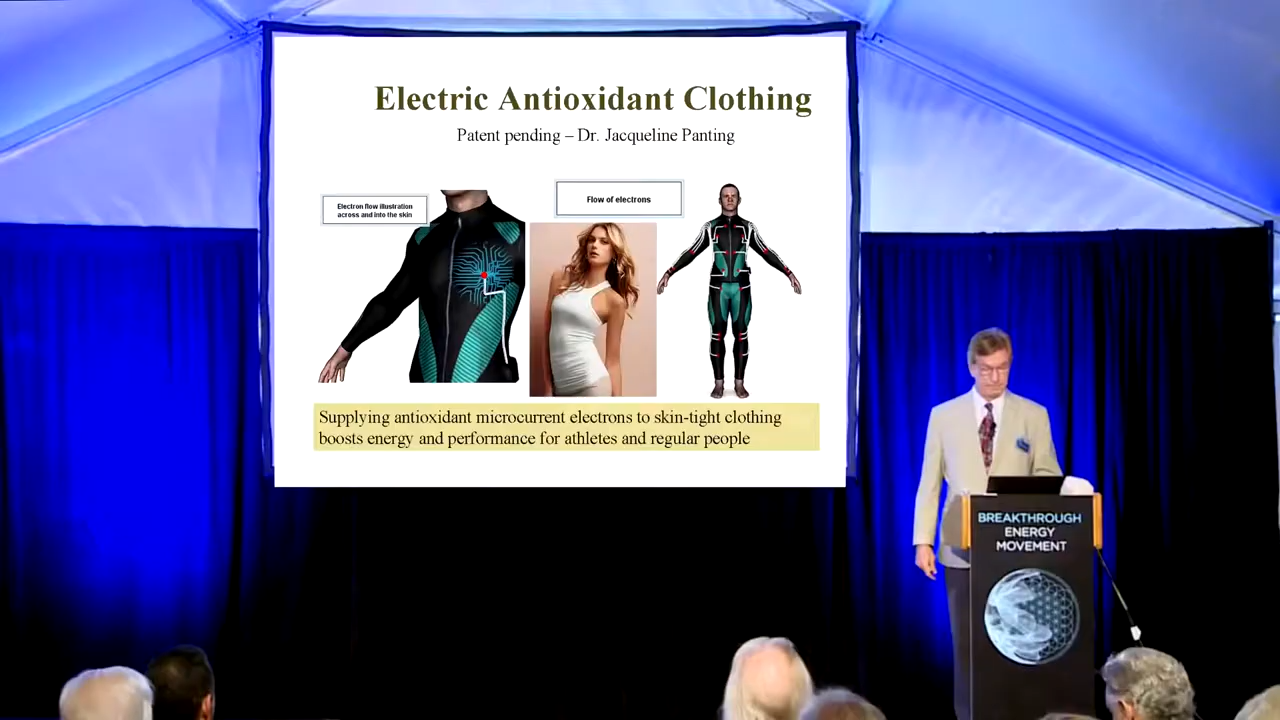 Electric Antioxidant Clothing
Patent pending – Dr. Jacqueline Panting
Electron flow illustration
across and into the skin
Flow of electrons
Supplying antioxidant microcurrent electrons to skin-tight clothing
boosts energy and performance for athletes and regular people
BREAKTHROUGH
ENERGY
MOVEMENT